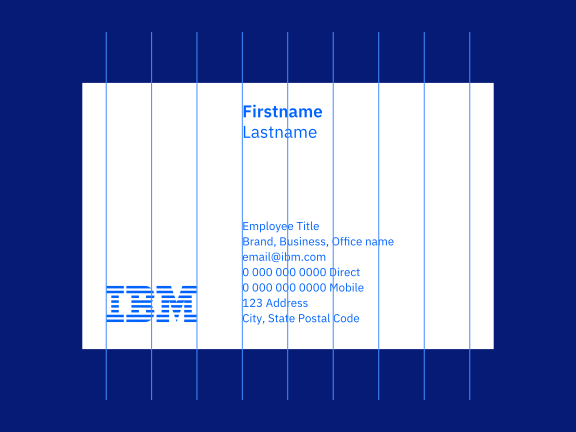 Firstname
Lastname
Employee Title
Brand, Business, Office name
email@ibm.com
0 000 000 0000 Direct
0 000 000 0000 Mobile
123 Address
City, State Postal Code
IBM